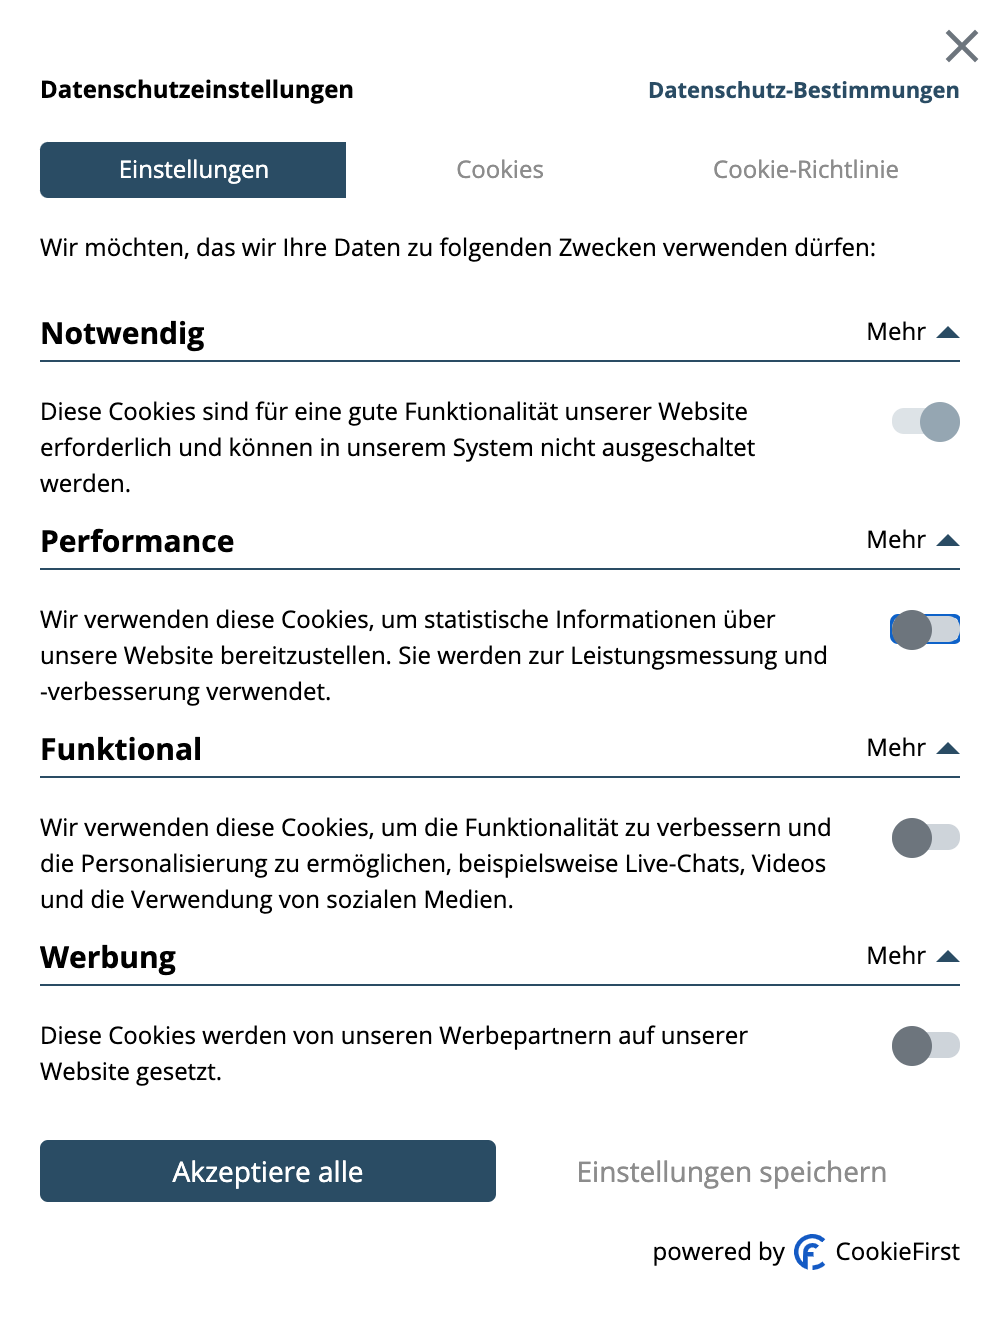 Datenschutzeinstellungen
Datenschutz-Bestimmungen
Einstellungen
Cookies
Cookie-Richtlinie
Wir möchten, das wir Ihre Daten zu folgenden Zwecken verwenden dürfen:
Notwendig
Mehr
Diese Cookies sind für eine gute Funktionalität unserer Website
erforderlich und können in unserem System nicht ausgeschaltet
werden.
Performance
Mehr
Wir verwenden diese Cookies, um statistische Informationen über
unsere Website bereitzustellen. Sie werden zur Leistungsmessung und
-verbesserung verwendet.
Funktional
Mehr
Wir verwenden diese Cookies, um die Funktionalität zu verbessern und
die Personalisierung zu ermöglichen, beispielsweise Live-Chats, Videos
und die Verwendung von sozialen Medien.
Werbung
Mehr
Diese Cookies werden von unseren Werbepartnern auf unserer
Website gesetzt.
Akzeptiere alle
Einstellungen speichern
powered by CookieFirst